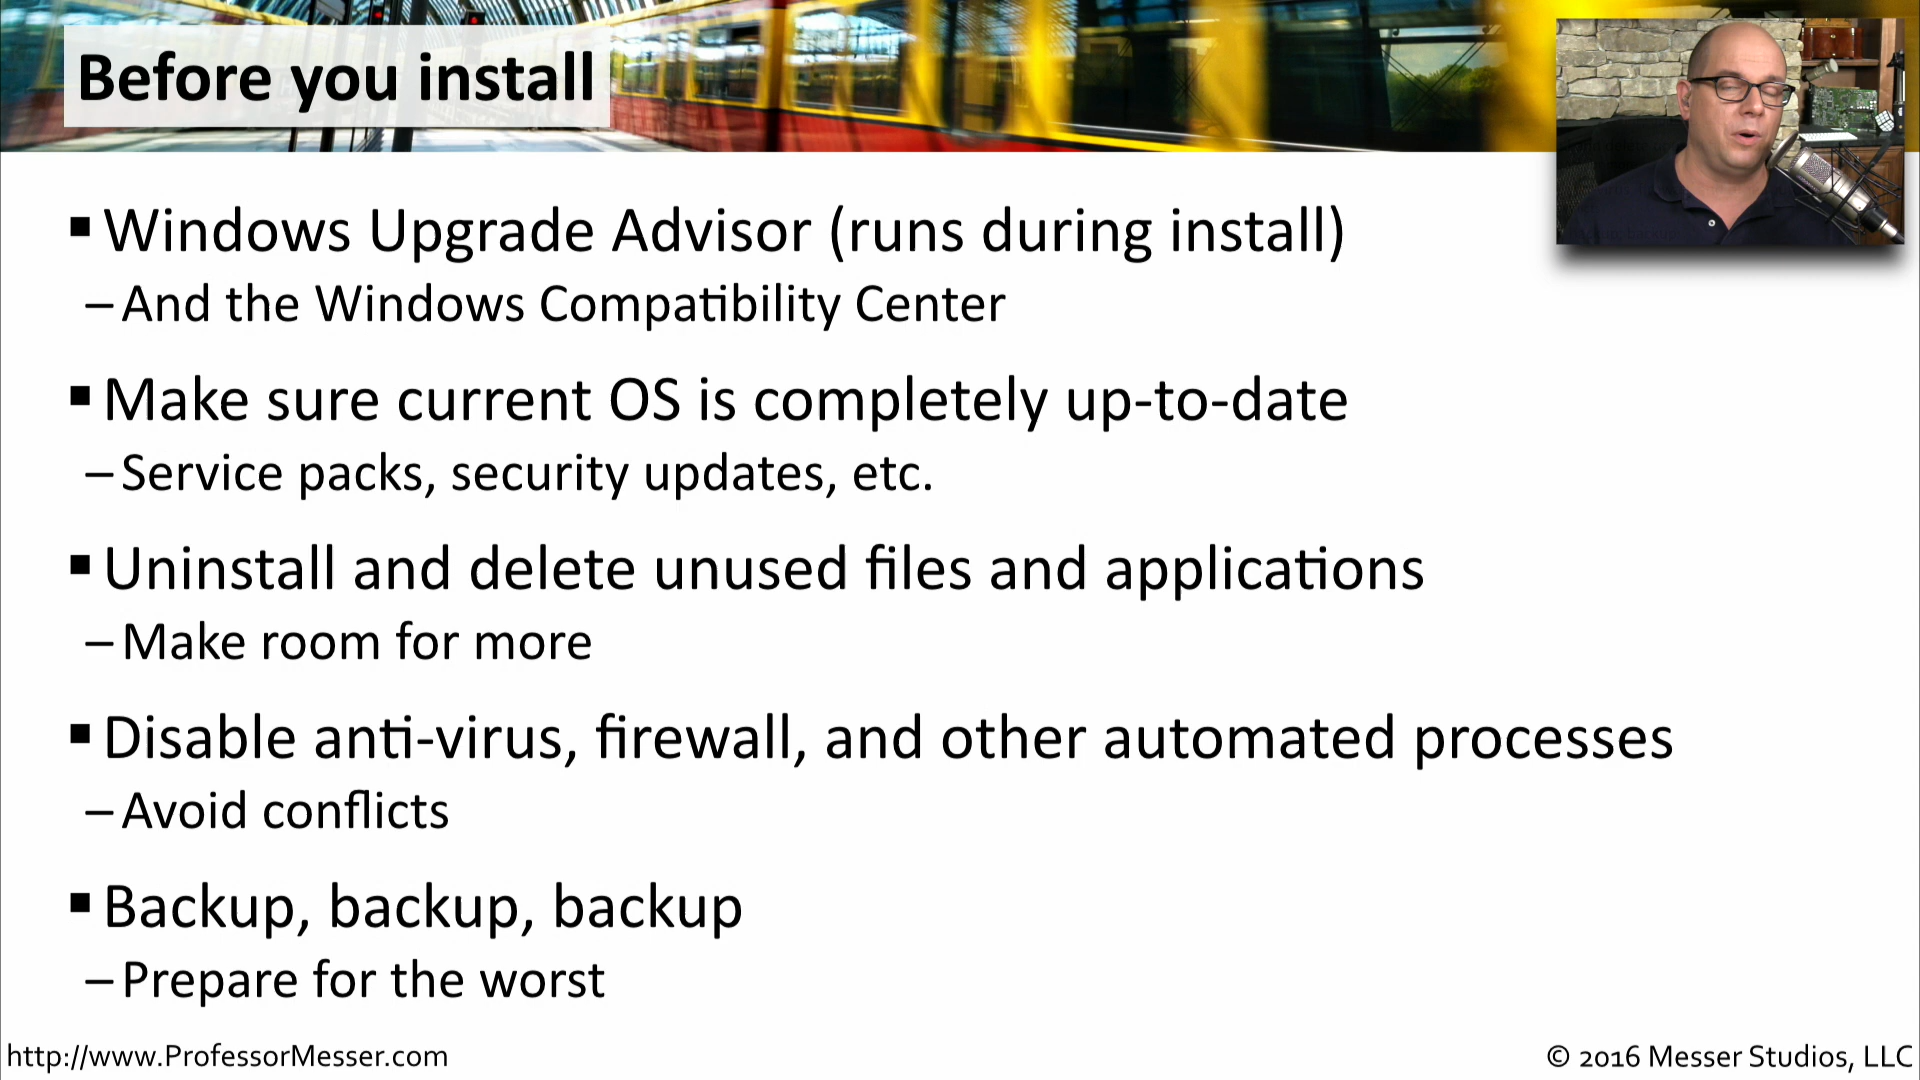 Before you install
▪ Windows Upgrade Advisor (runs during install)
– And the Windows Compatibility Center
▪ Make sure current OS is completely up-to-date
– Service packs, security updates, etc.
▪ Uninstall and delete unused files and applications
– Make room for more
▪ Disable anti-virus, firewall, and other automated processes
– Avoid conflicts
▪ Backup, backup, backup
– Prepare for the worst
http://www.ProfessorMesser.com
© 2016 Messer Studios, LLC